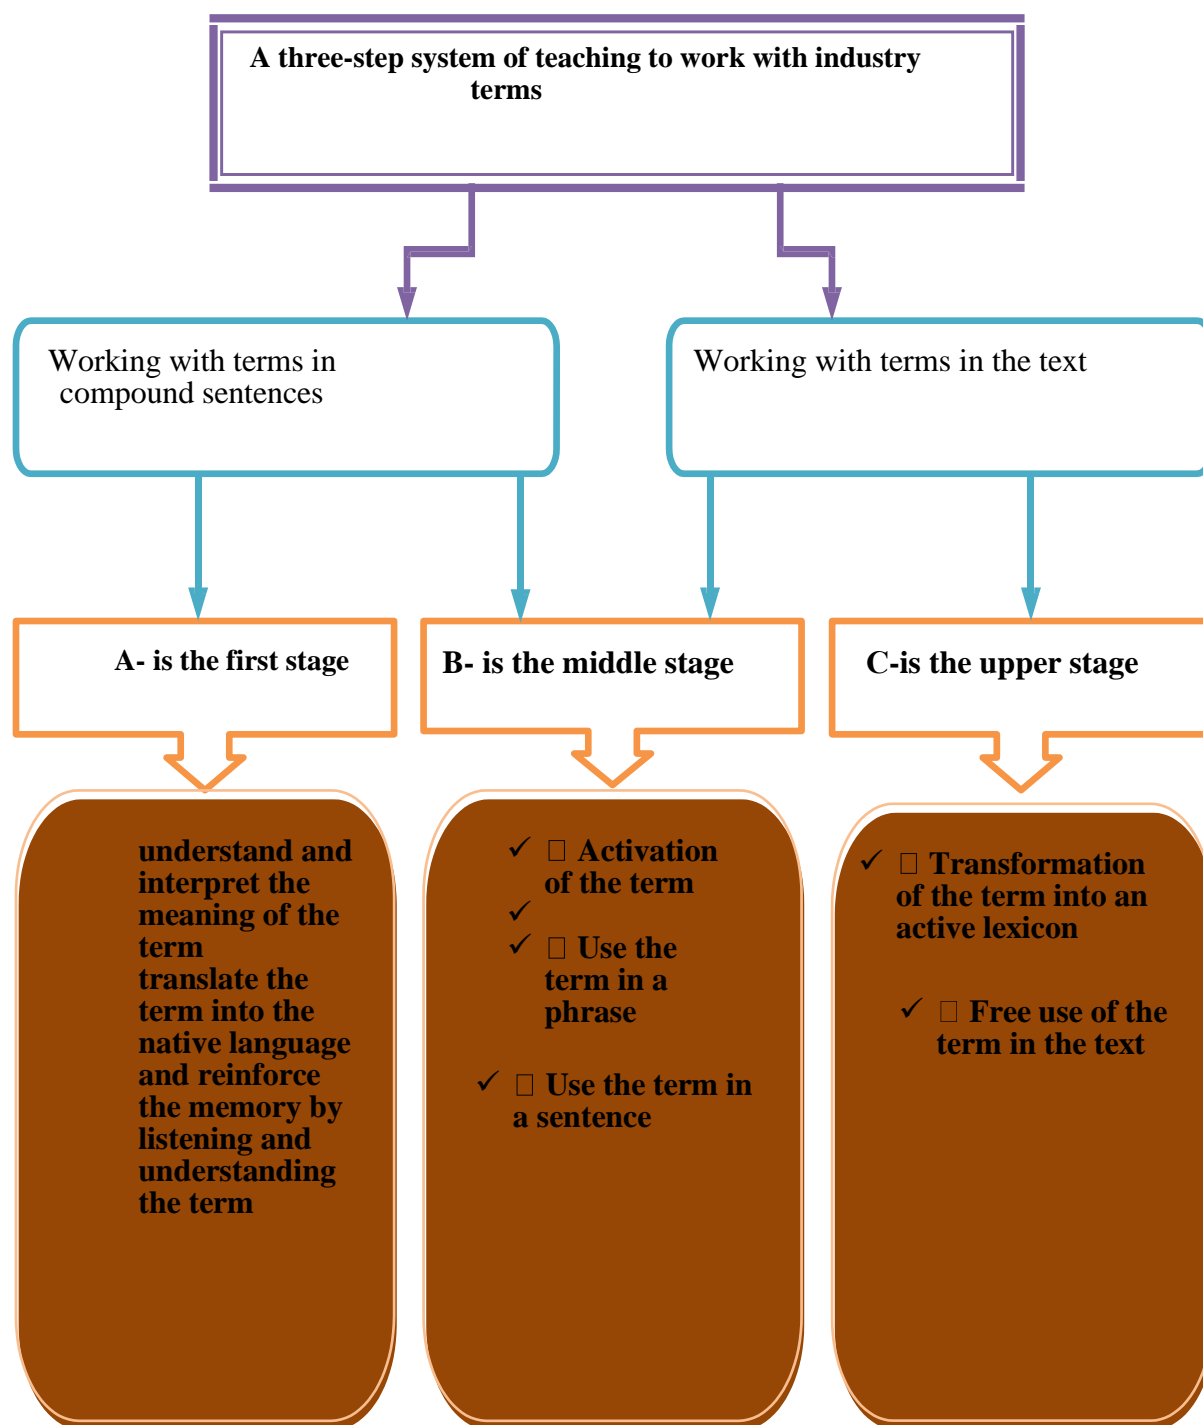 A three-step system of teaching to work with industry
terms
Working with terms in
compound sentences
Working with terms in the text
A- is the first stage
B- is the middle stage
C-is the upper stage
understand and
interpret the
meaning of the
term
translate the
term into the
native language
and reinforce
the memory by
listening and
understanding
the term
✓ □ Activation
of the term
✓
✓ □ Use the
term in a
phrase
✓ □ Use the term in
a sentence
✓ □ Transformation
of the term into an
active lexicon
✓ □ Free use of the
term in the text